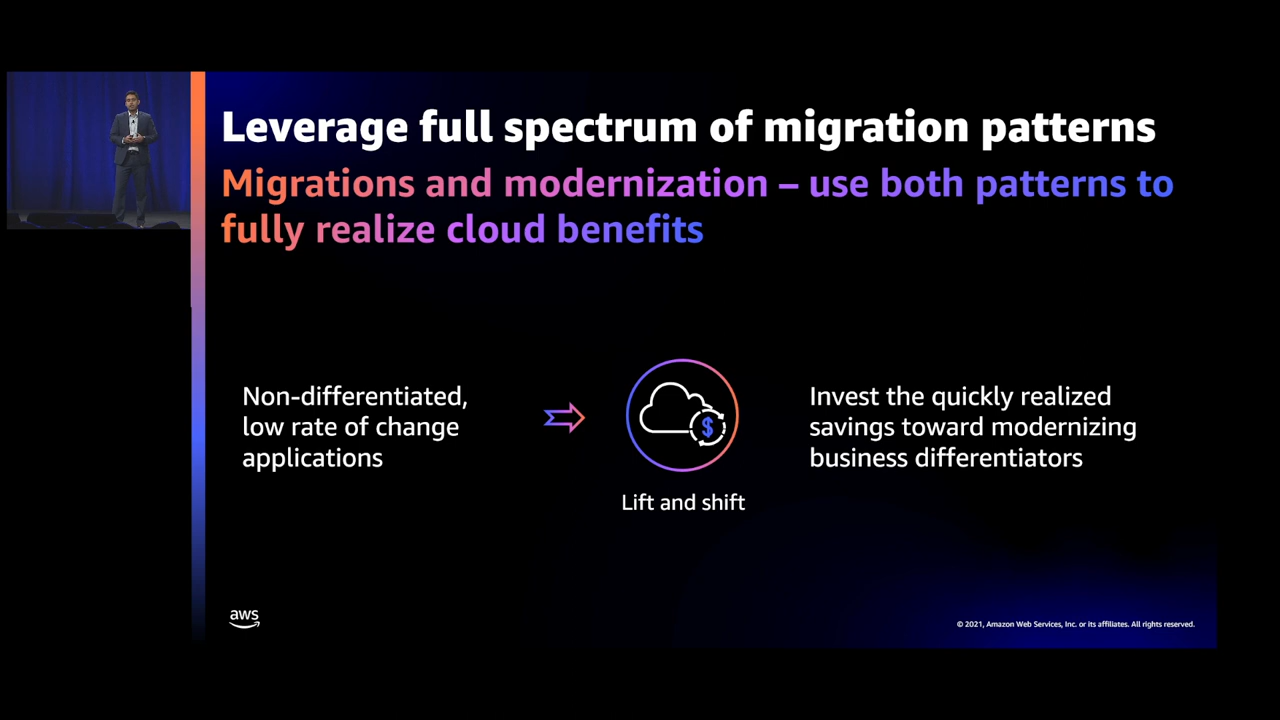 Leverage full spectrum of migration patterns
Migrations and modernization – use both patterns to
fully realize cloud benefits
Non-differentiated,
low rate of change
applications
$
Lift and shift
Invest the quickly realized
savings toward modernizing
business differentiators
aws
© 2021, Amazon Web Services, Inc. or its affiliates. All rights reserved.